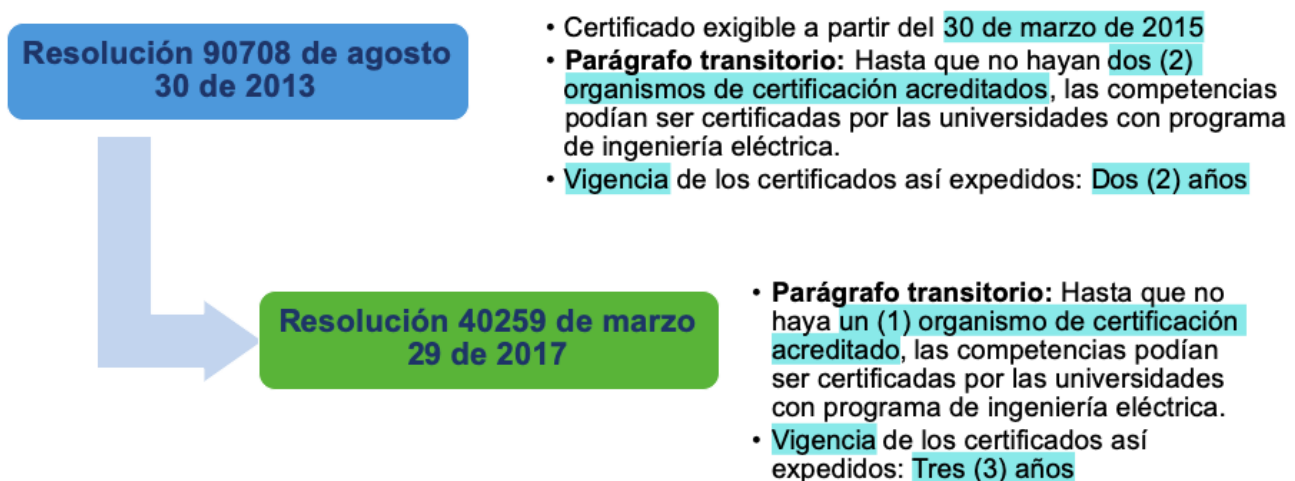 Resolución 90708 de agosto
30 de 2013
• Certificado exigible a partir del 30 de marzo de 2015
• Parágrafo transitorio: Hasta que no hayan dos (2)
organismos de certificación acreditados, las competencias
podían ser certificadas por las universidades con programa
de ingeniería eléctrica.
• Vigencia de los certificados así expedidos: Dos (2) años
Resolución 40259 de marzo
29 de 2017
• Parágrafo transitorio: Hasta que no
haya un (1) organismo de certificación
acreditado, las competencias podían
ser certificadas por las universidades
con programa de ingeniería eléctrica.
• Vigencia de los certificados así
expedidos: Tres (3) años